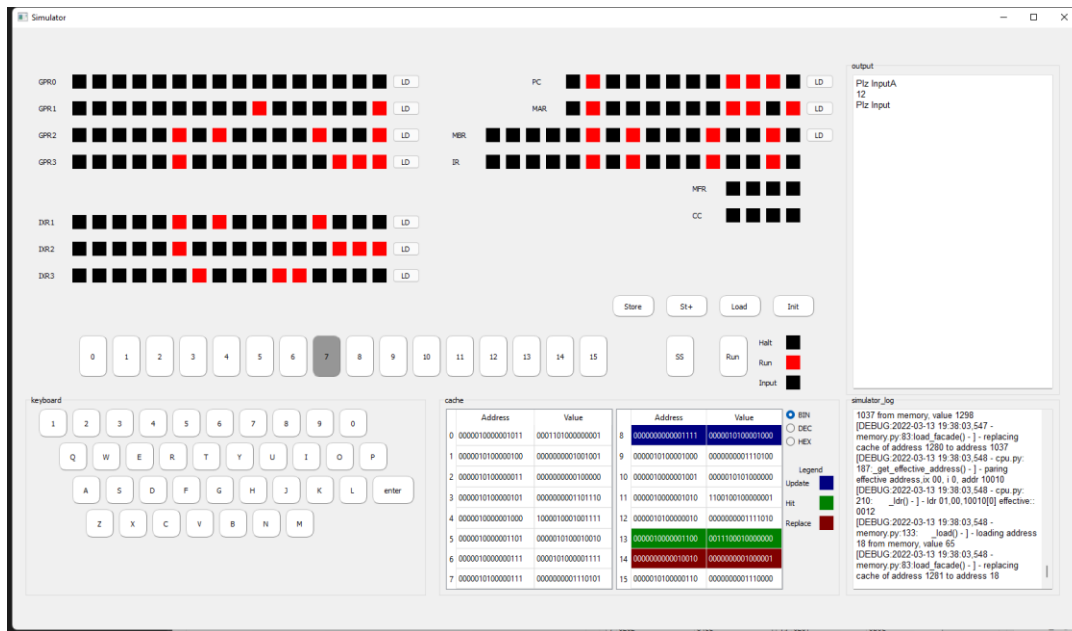 Simulator
GPR0 LD PC LD
GPR1 LD MAR LD
GPR2 LD MBR LD
GPR3 LD IR
MFR
CC
IXR1 LD
IXR2 LD
IXR3 LD
Store St+ Load Init
0 1 2 3 4 5 6 7 8 9 10 11 12 13 14 15 SS Run
Halt
Run
Input
output
Plz InputA
12
Plz Input
keyboard
1 2 3 4 5 6 7 8 9 0
Q W E R T Y U I O P
A S D F G H J K L enter
Z X C V B N M
cache
Address Value Address Value
0 0000010000001011 0001101000000001 8 0000000000001111 0000010100001000
1 0000010100000100 0000000001001001 9 0000010100001000 0000000001110100
2 0000010000001111 0000000000100000 10 0000010100001001 0000010101000000
3 0000010100000101 0000000001101110 11 0000010000001010 1100100100000001
4 0000010000001000 1000010001001111 12 0000010100000010 0000000001111010
5 0000010000001101 0000010100010010 13 0000010000001100 0011100010000000
6 0000010000000111 0000101000001111 14 0000000000010010 0000000001000001
7 0000010100000111 0000000001110101 15 0000010100000110 0000000001110000
BIN
DEC
HEX
Legend
Update
Hit
Replace
simulator_log
1037 from memory, value 1298
[DEBUG:2022-03-13 19:38:03,547 -
memory.py:83:load_facade() - ] - replacing
cache of address 1280 to address 1037
[DEBUG:2022-03-13 19:38:03,548 - cpu.py:
187:_get_effective_address() - ] - paring
effective address,ix 00, i 0, addr 10010
[DEBUG:2022-03-13 19:38:03,548 - cpu.py:
210: _ldr() - ] - ldr 01,00,10010[0] effective::
0012
[DEBUG:2022-03-13 19:38:03,548 -
memory.py:133: _load() - ] - loading address
18 from memory, value 65
[DEBUG:2022-03-13 19:38:03,548 -
memory.py:83:load_facade() - ] - replacing
cache of address 1281 to address 18